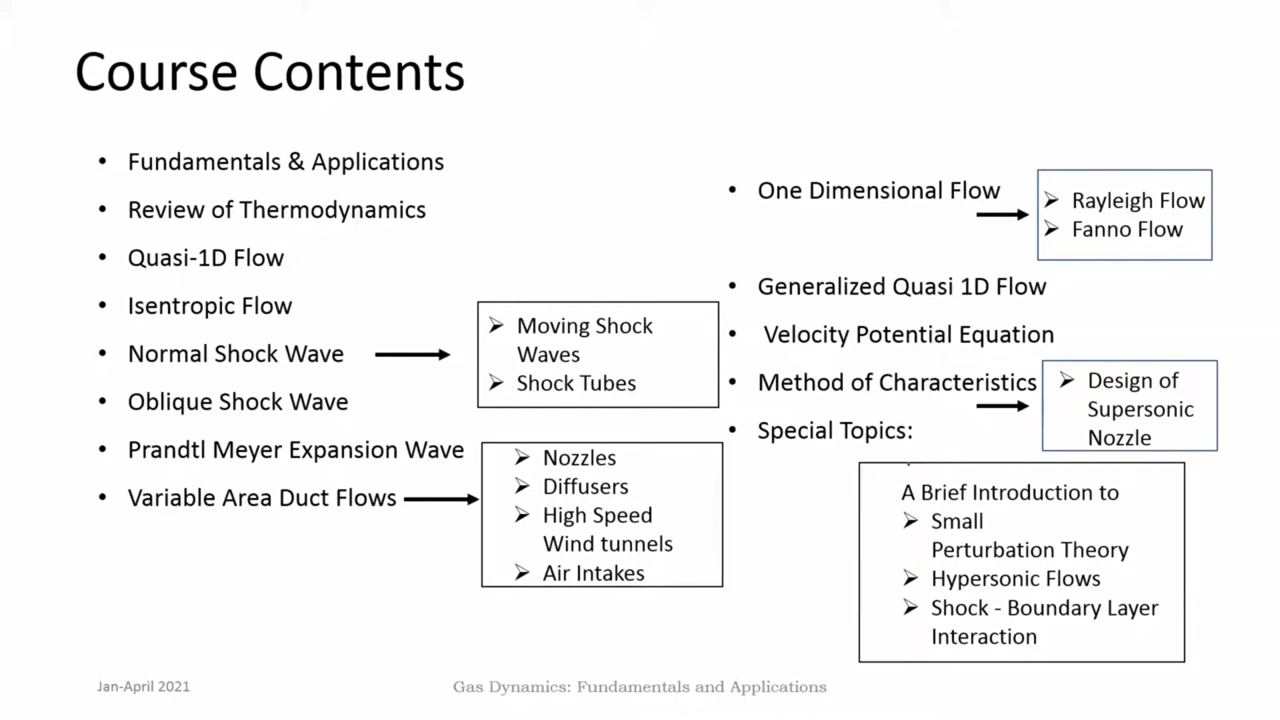 Course Contents
• Fundamentals & Applications
• Review of Thermodynamics
• Quasi-1D Flow
• Isentropic Flow
• Normal Shock Wave
➢ Moving Shock
Waves
➢ Shock Tubes
• Oblique Shock Wave
• Prandtl Meyer Expansion Wave
• Variable Area Duct Flows
➢ Nozzles
➢ Diffusers
➢ High Speed
Wind tunnels
➢ Air Intakes
• One Dimensional Flow
➢ Rayleigh Flow
➢ Fanno Flow
• Generalized Quasi 1D Flow
• Velocity Potential Equation
• Method of Characteristics
➢ Design of
Supersonic
Nozzle
• Special Topics:
A Brief Introduction to
➢ Small
Perturbation Theory
➢ Hypersonic Flows
➢ Shock - Boundary Layer
Interaction
Jan-April 2021
Gas Dynamics: Fundamentals and Applications